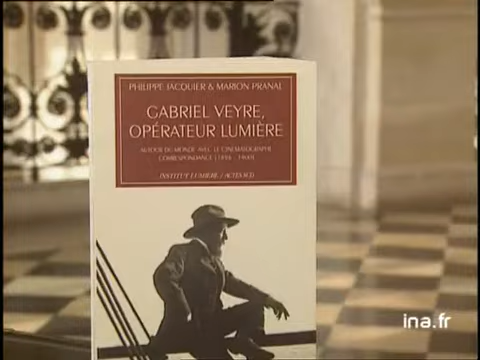 PHILIPPE JACQUIER & MARION PRANAL
GABRIEL VEYRE,
OPÉRATEUR LUMIÈRE
AUTOUR DU MONDE AVEC LE CINÉMATOGRAPHE
CORRESPONDANCE (1896 - 1900)
INSTITUT LUMIÈRE / ACTES SUD
ina.fr